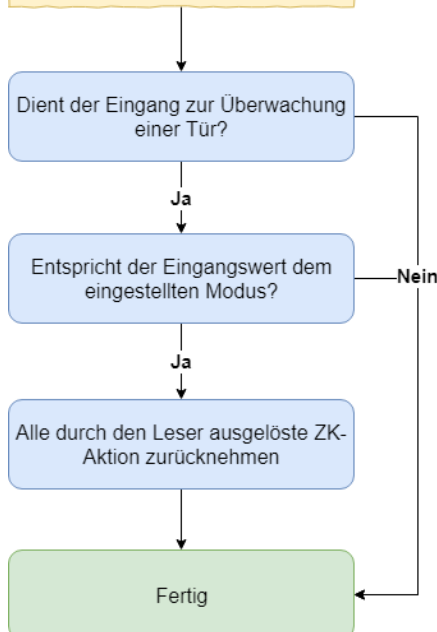 Dient der Eingang zur Überwachung
einer Tür?
Ja
Entspricht der Eingangswert dem
eingestellten Modus?
Nein
Ja
Alle durch den Leser ausgelöste ZK-
Aktion zurücknehmen
Fertig